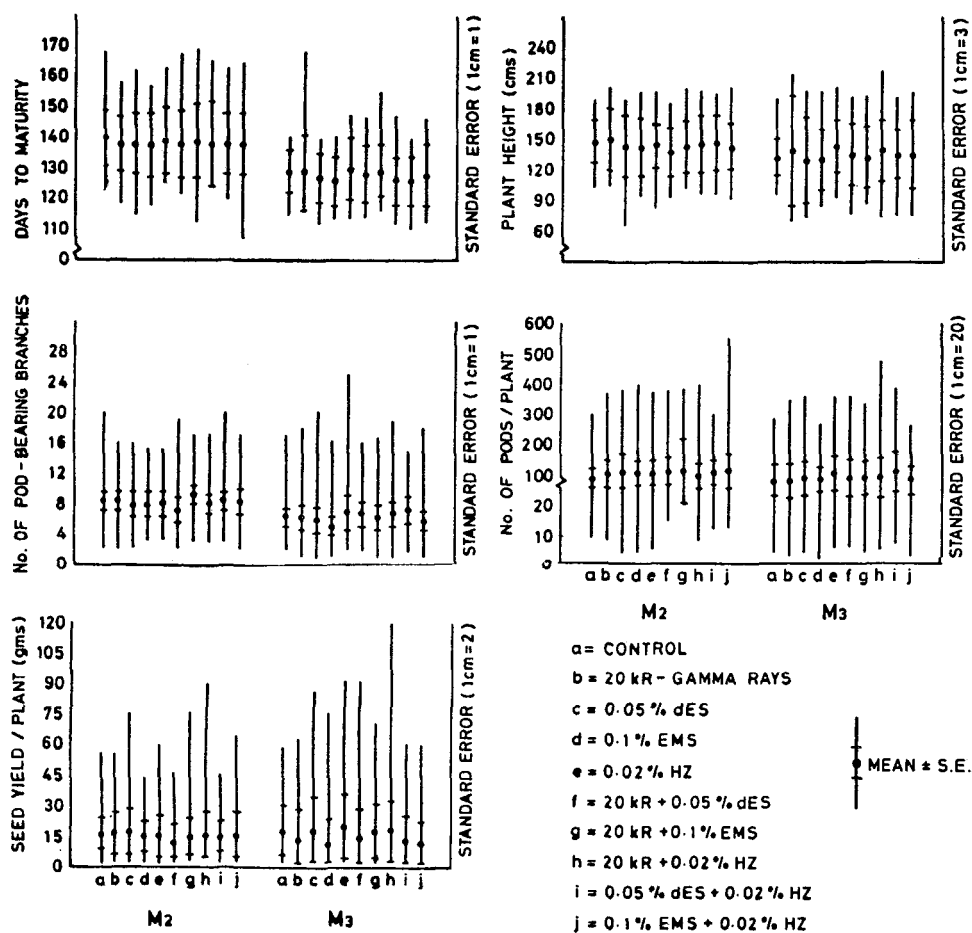 DAYS TO MATURITY
170
160
150
140
130
120
110
0
STANDARD ERROR (1cm=1)
PLANT HEIGHT (cms)
240
210
180
150
120
90
60
STANDARD ERROR (1cm=3)
No. OF POD-BEARING BRANCHES
28
24
20
16
12
8
4
0
STANDARD ERROR (1cm=1)
No. OF PODS/PLANT
600
500
400
300
200
100
20
10
0
STANDARD ERROR (1cm=20)
a b c d e f g h i j
a b c d e f g h i j
M2
M3
SEED YIELD / PLANT (gms)
120
105
90
75
60
45
30
15
0
STANDARD ERROR (1cm=2)
a b c d e f g h i j
a b c d e f g h i j
M2
M3
a= CONTROL
b = 20 kR- GAMMA RAYS
c = 0.05% dES
d = 0.1% EMS
e = 0.02% HZ
f = 20 kR + 0.05% dES
g = 20 kR + 0.1% EMS
h = 20 kR + 0.02% HZ
i = 0.05% dES + 0.02% HZ
j = 0.1% EMS + 0.02% HZ
MEAN ± S.E.